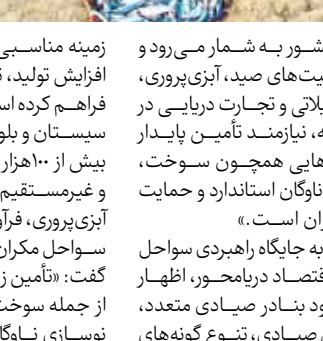 شور به شمار می‌رود و
یت‌های صید، آبزی‌پروری،
یلاتی و تجارت دریایی در
ه، نیازمند تأمین پایدار
هایی همچون سوخت،
ناوگان استاندارد و حمایت
ران است.»
به جایگاه راهبردی سواحل
قتصاد دریامحور، اظهار
ود بنادر صیادی متعدد،
صیادی، تنوع گونه‌های
زمینه مناسبی
افزایش تولید،
فراهم کرده اس
سیستان و بلو
بیش از ۱۰۰هزار
و غیرمستقیم
آبزی‌پروری، فرآو
سواحل مکران
گفت: «تأمین ز
از جمله سوخت
نوسازی ناوگا